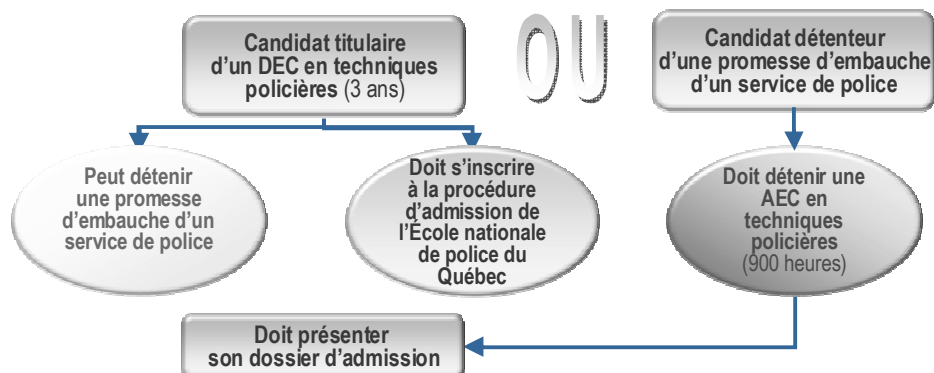 Candidat titulaire
d'un DEC en techniques
policières (3 ans)
OU
Candidat détenteur
d'une promesse d'embauche
d'un service de police
Peut détenir
une promesse
d'embauche d'un
service de police
Doit s'inscrire
à la procédure
d'admission de
l'École nationale
de police du
Québec
Doit détenir une
AEC en
techniques
policières
(900 heures)
Doit présenter
son dossier d'admission